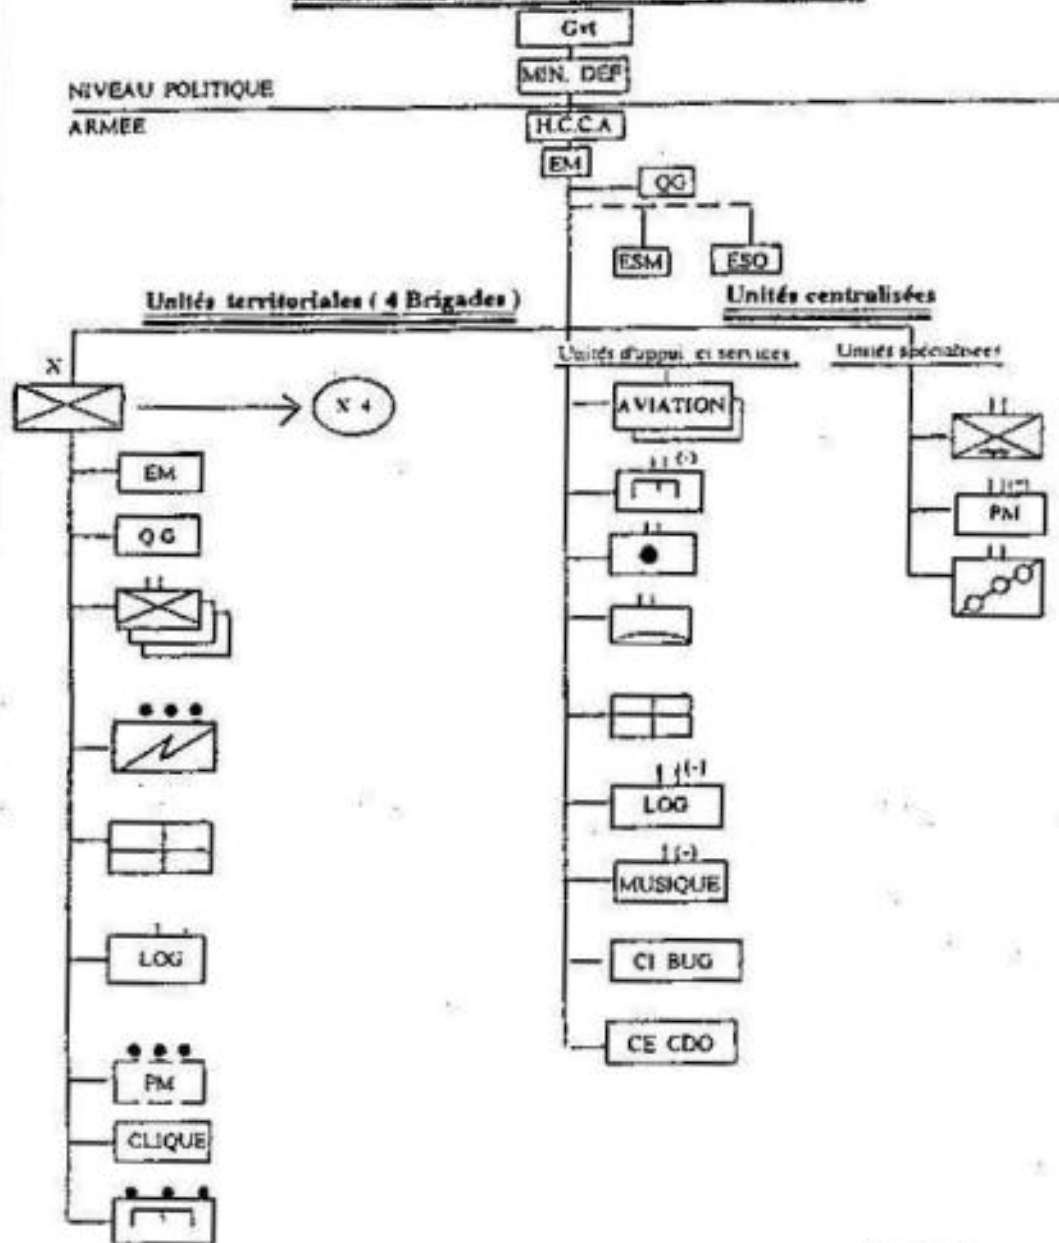 Gvt
MIN. DEF
NIVEAU POLITIQUE
ARMEE
H.C.C.A
EM
QG
ESM
ESO
Unités territoriales ( 4 Brigades )
Unités centralisées
Unités d'appui et services
Unités spécialisées
X
X 4
AVIATION
EM
(-)
PM
QG
LOG
(-)
LOG
(-)
MUSIQUE
CI BUG
CE CDO
PM
CLIQUE